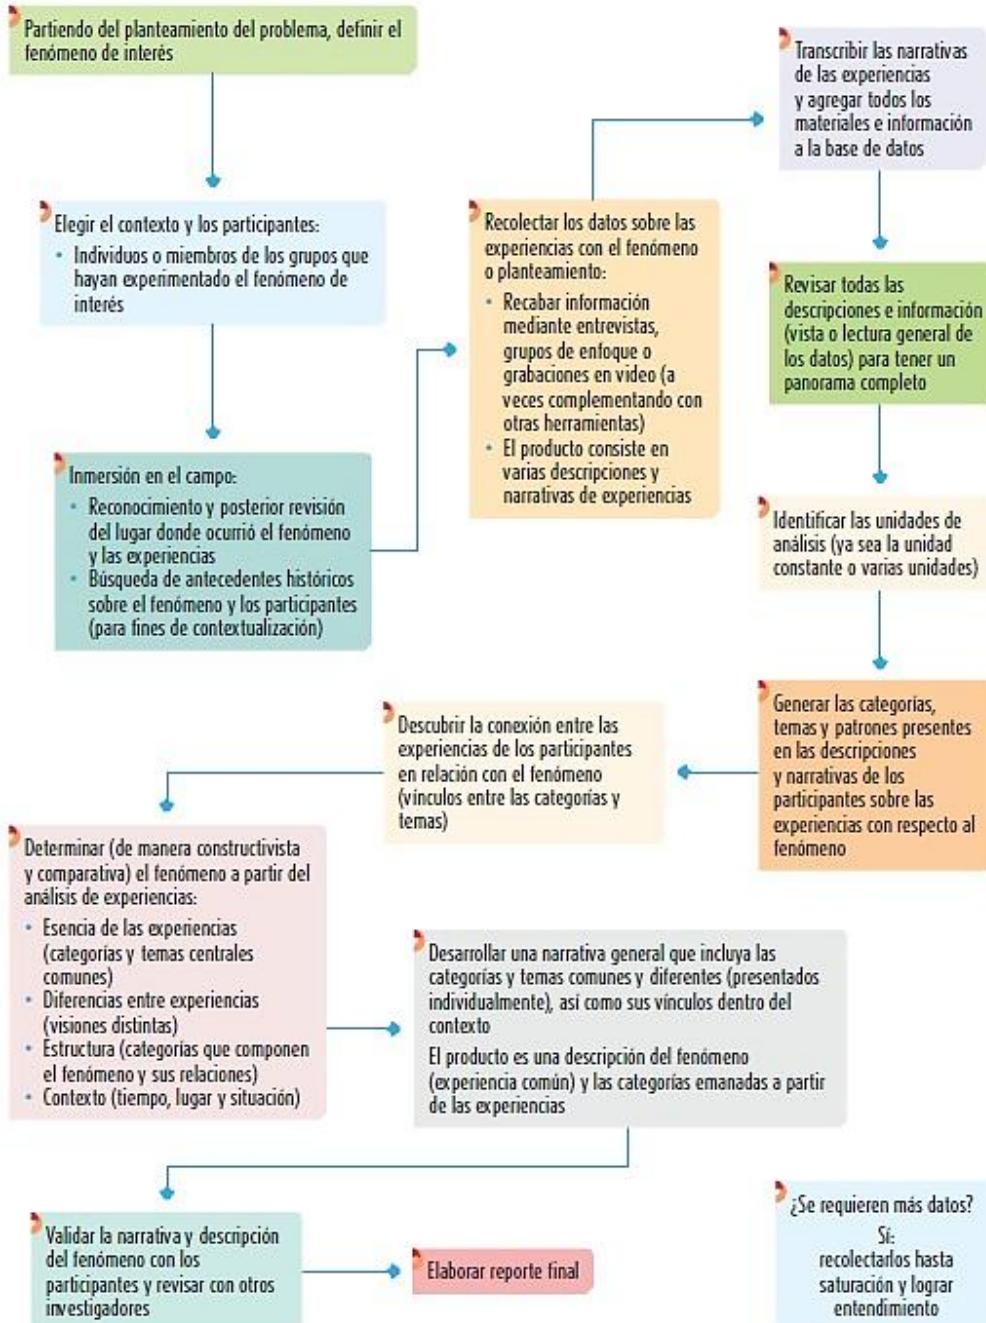 Partiendo del planteamiento del problema, definir el
fenómeno de interés
Elegir el contexto y los participantes:
• Individuos o miembros de los grupos que
hayan experimentado el fenómeno de
interés
Inmersión en el campo:
• Reconocimiento y posterior revisión
del lugar donde ocurrió el fenómeno
y las experiencias
• Búsqueda de antecedentes históricos
sobre el fenómeno y los participantes
(para fines de contextualización)
Recolectar los datos sobre las
experiencias con el fenómeno
o planteamiento:
• Recabar información
mediante entrevistas,
grupos de enfoque o
grabaciones en video (a
veces complementando con
otras herramientas)
• El producto consiste en
varias descripciones y
narrativas de experiencias
Transcribir las narrativas
de las experiencias
y agregar todos los
materiales e información
a la base de datos
Revisar todas las
descripciones e información
(vista o lectura general de
los datos) para tener un
panorama completo
Identificar las unidades de
análisis (ya sea la unidad
constante o varias unidades)
Generar las categorías,
temas y patrones presentes
en las descripciones
y narrativas de los
participantes sobre las
experiencias con respecto al
fenómeno
Descubrir la conexión entre las
experiencias de los participantes
en relación con el fenómeno
(vínculos entre las categorías y
temas)
Determinar (de manera constructivista
y comparativa) el fenómeno a partir del
análisis de experiencias:
• Esencia de las experiencias
(categorías y temas centrales
comunes)
• Diferencias entre experiencias
(visiones distintas)
• Estructura (categorías que componen
el fenómeno y sus relaciones)
• Contexto (tiempo, lugar y situación)
Desarrollar una narrativa general que incluya las
categorías y temas comunes y diferentes (presentados
individualmente), así como sus vínculos dentro del
contexto
El producto es una descripción del fenómeno
(experiencia común) y las categorías emanadas a partir
de las experiencias
Validar la narrativa y descripción
del fenómeno con los
participantes y revisar con otros
investigadores
Elaborar reporte final
¿Se requieren más datos?
Sí:
recolectarlos hasta
saturación y lograr
entendimiento